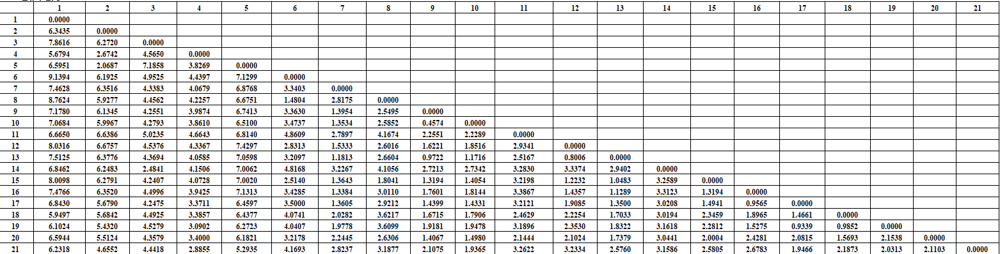 1 2 3 4 5 6 7 8 9 10 11 12 13 14 15 16 17 18 19 20 21
1 0.0000
2 6.3435 0.0000
3 7.8616 6.2720 0.0000
4 5.6794 2.6742 4.5650 0.0000
5 6.5951 2.0687 7.1858 3.8269 0.0000
6 9.1394 6.1925 4.9525 4.4397 7.1299 0.0000
7 7.4628 6.3516 4.3383 4.0679 6.8768 3.3403 0.0000
8 8.7624 5.9277 4.4562 4.2257 6.6751 1.4804 2.8175 0.0000
9 7.1780 6.1345 4.2551 3.9874 6.7413 3.3630 1.3954 2.5495 0.0000
10 7.0684 5.9967 4.2793 3.8610 6.5100 3.4737 1.3534 2.5852 0.4574 0.0000
11 6.6650 6.6386 5.0235 4.6643 6.8140 4.8609 2.7897 4.1674 2.2551 2.2289 0.0000
12 8.0316 6.6757 4.5376 4.3367 7.4297 2.8313 1.5333 2.6016 1.6221 1.8516 2.9341 0.0000
13 7.5125 6.3776 4.3694 4.0585 7.0598 3.2097 1.1813 2.6604 0.9722 1.1716 2.5167 0.8006 0.0000
14 6.8462 6.2483 2.4841 4.1506 7.0062 4.8168 3.2267 4.1056 2.7213 2.7342 3.2830 3.3374 2.9402 0.0000
15 8.0098 6.2791 4.2407 4.0728 7.0020 2.5140 1.3643 1.8041 1.3194 1.4054 3.2198 1.2232 1.0483 3.2589 0.0000
16 7.4766 6.3520 4.4996 3.9425 7.1313 3.4285 1.3384 3.0110 1.7601 1.8144 3.3867 1.4357 1.1289 3.3123 1.3194 0.0000
17 6.8430 5.6790 4.2475 3.3711 6.4597 3.5000 1.3605 2.9212 1.4399 1.4331 3.2121 1.9085 1.3500 3.0208 1.4941 0.9565 0.0000
18 5.9497 5.6842 4.4925 3.3857 6.4377 4.0741 2.0282 3.6217 1.6715 1.7906 2.4629 2.2254 1.7033 3.0194 2.3459 1.8965 1.4661 0.0000
19 6.1024 5.4320 4.5279 3.0902 6.2723 4.0407 1.9778 3.6099 1.9181 1.9478 3.1896 2.3530 1.8322 3.1618 2.2812 1.5275 0.9339 0.9852 0.0000
20 6.5944 5.5124 4.3579 3.4000 6.1821 3.2178 2.2445 2.6306 1.4067 1.4980 2.1444 2.1024 1.7379 3.0441 2.0004 2.4281 2.0815 1.5693 2.1538 0.0000
21 6.2318 4.6552 4.4418 2.8855 5.2935 4.1693 2.8237 3.1877 2.1075 1.9365 3.2622 3.2334 2.5760 3.1586 2.5805 2.6783 1.9466 2.1873 2.0313 2.1103 0.0000